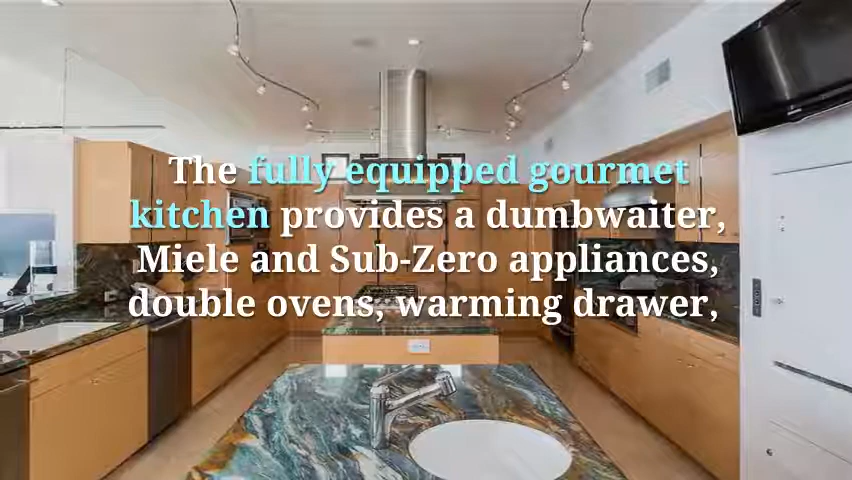 The fully equipped gourmet
kitchen provides a dumbwaiter,
Miele and Sub-Zero appliances,
double ovens, warming drawer,